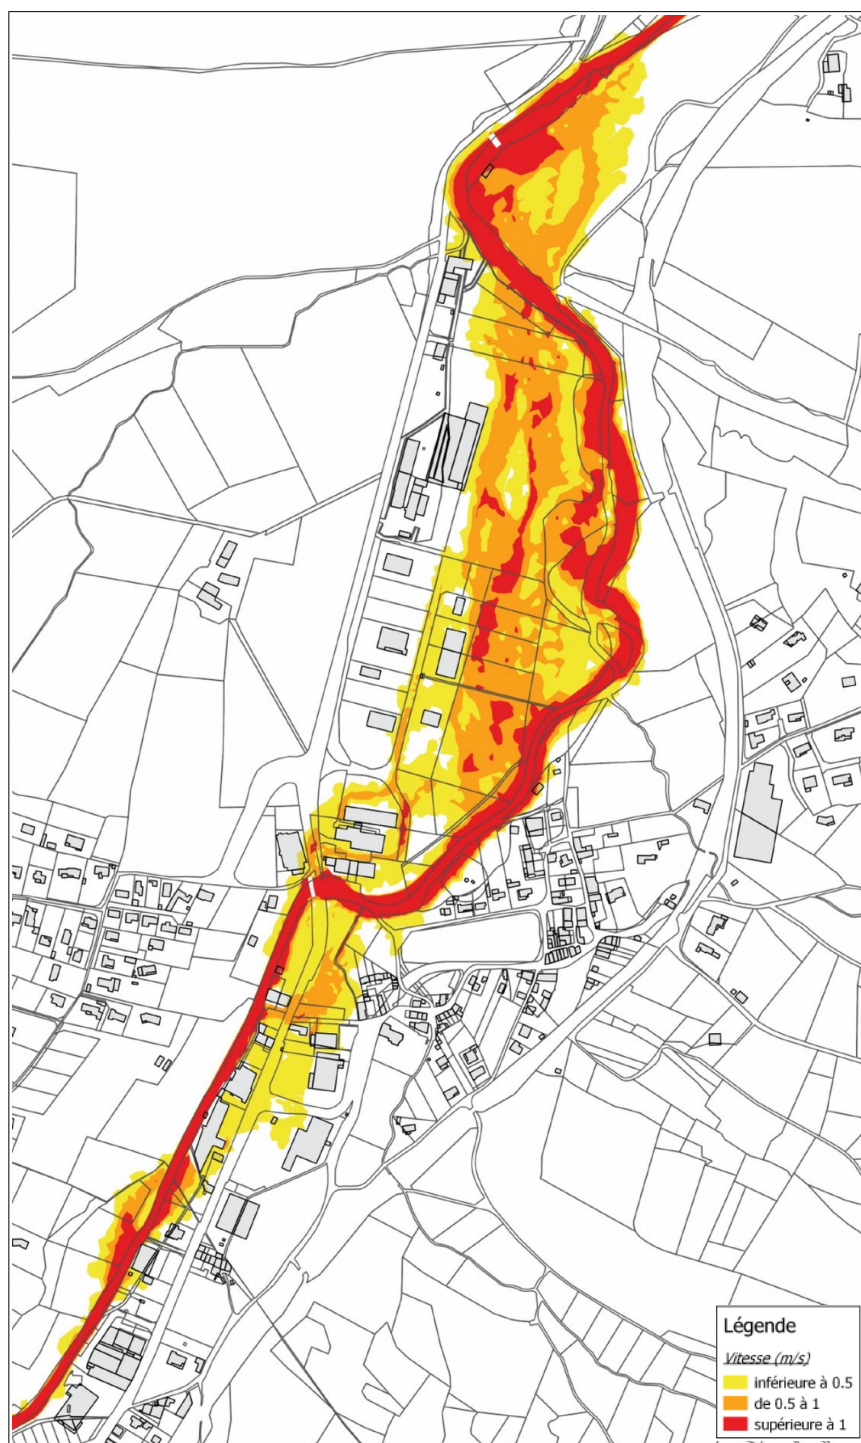 Légende
Vitesse (m/s)
inférieure à 0.5
de 0.5 à 1
supérieure à 1